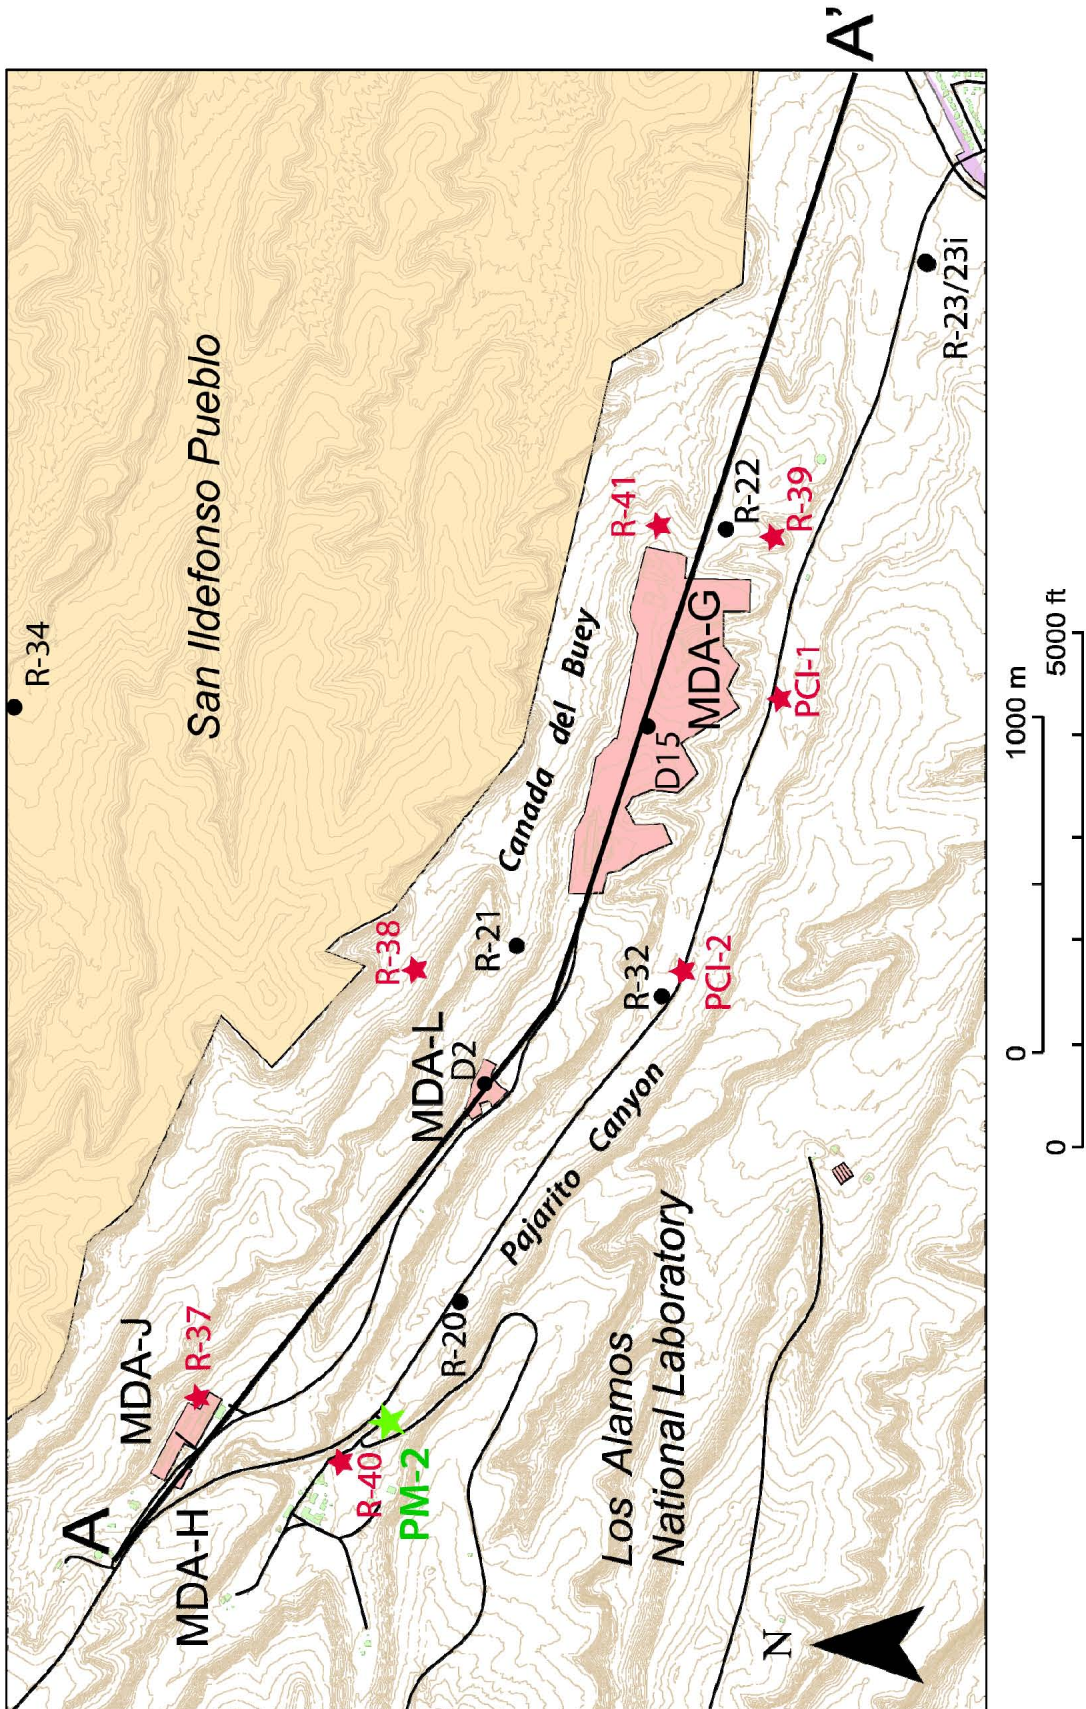 A
A'
R-34
San Ildefonso Pueblo
MDA-J
R-37
MDA-H
R-40
PM-2
R-20
MDA-L
D2
R-38
R-21
Canada del Buey
R-41
R-22
R-39
MDA-G
D15
PCI-1
R-32
PCI-2
Pajarito Canyon
R-23/23i
Los Alamos
National Laboratory
N
0
1000 m
0
5000 ft